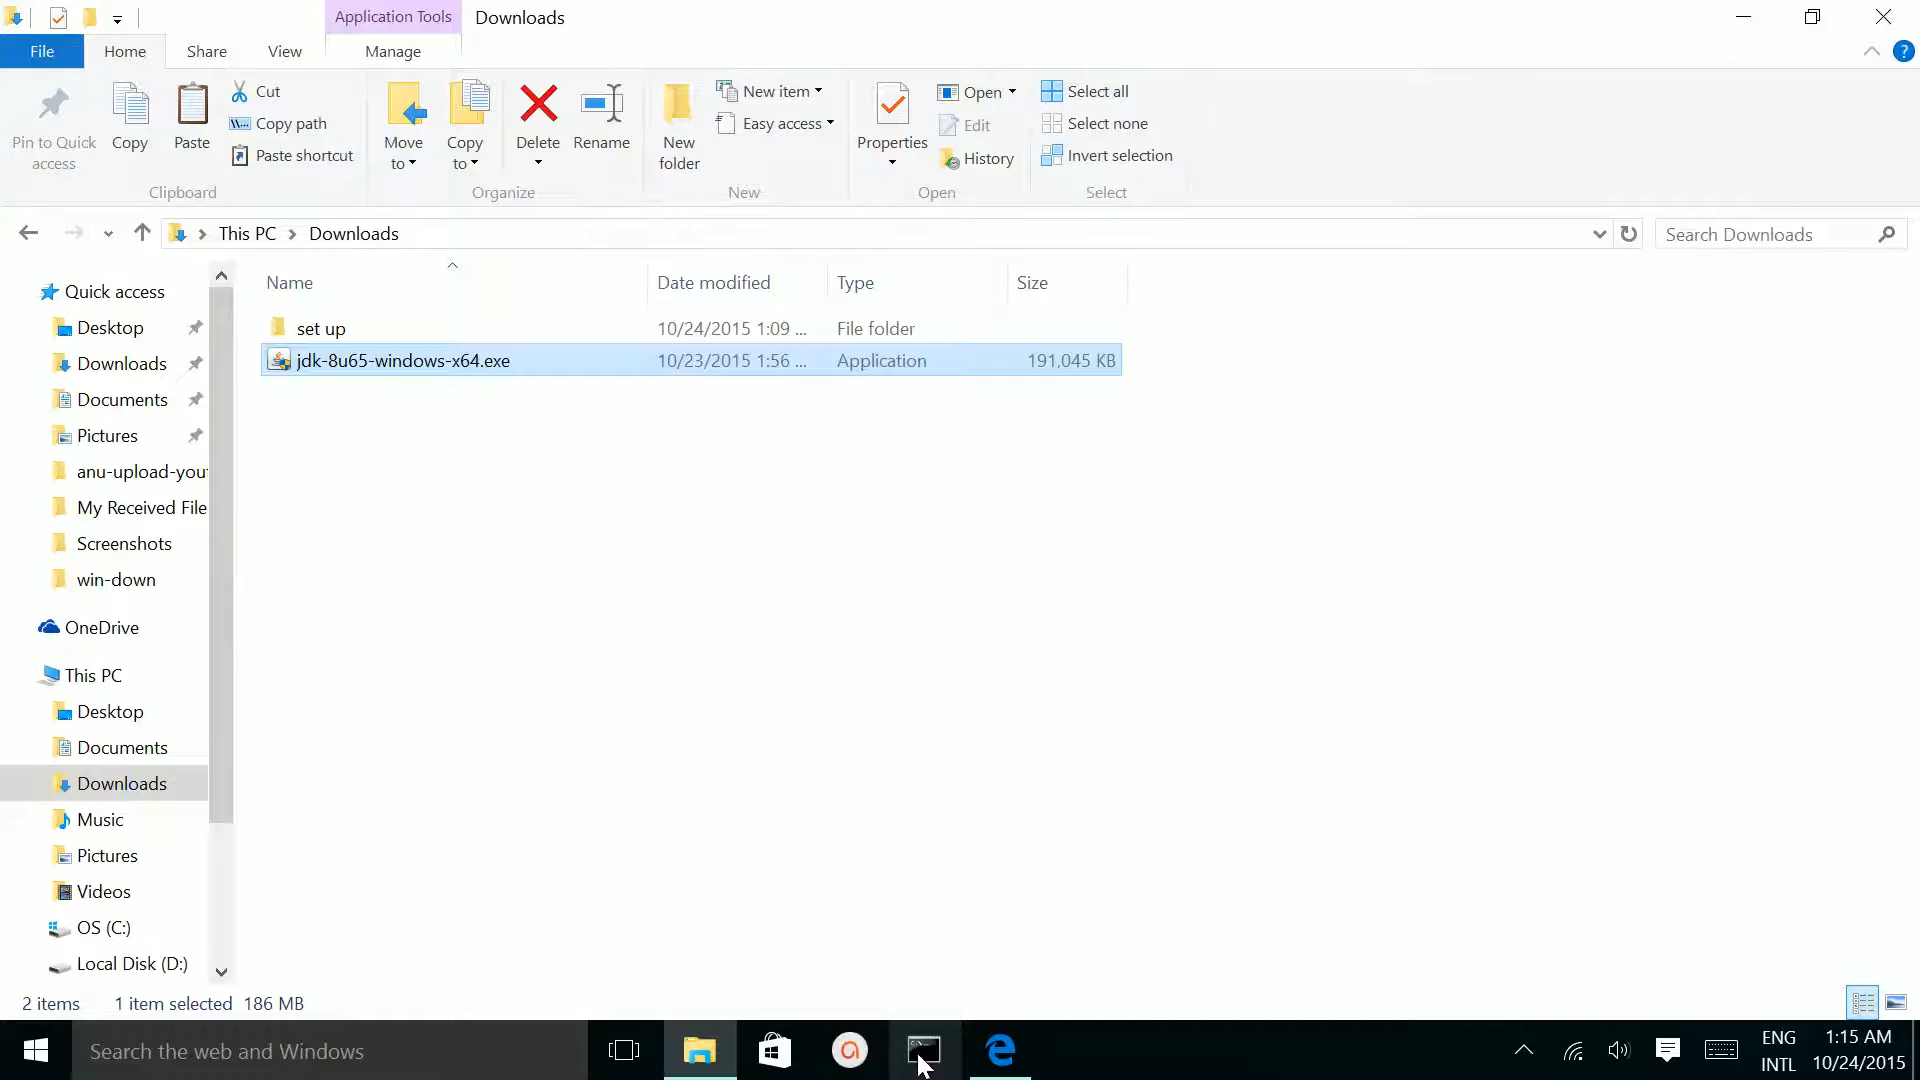 Application Tools Downloads
File Home Share View Manage
Pin to Quick access
Copy
Paste
Cut
Copy path
Paste shortcut
Clipboard
Move to
Copy to
Delete
Rename
Organize
New folder
New item
Easy access
New
Properties
Open
Edit
History
Open
Select all
Select none
Invert selection
Select
This PC Downloads
Search Downloads
Name Date modified Type Size
set up 10/24/2015 1:09 ... File folder
jdk-8u65-windows-x64.exe 10/23/2015 1:56 ... Application 191,045 KB
Quick access
Desktop
Downloads
Documents
Pictures
anu-upload-you
My Received File
Screenshots
win-down
OneDrive
This PC
Desktop
Documents
Downloads
Music
Pictures
Videos
OS (C:)
Local Disk (D:)
2 items 1 item selected 186 MB
Search the web and Windows
ENG
INTL
1:15 AM
10/24/2015